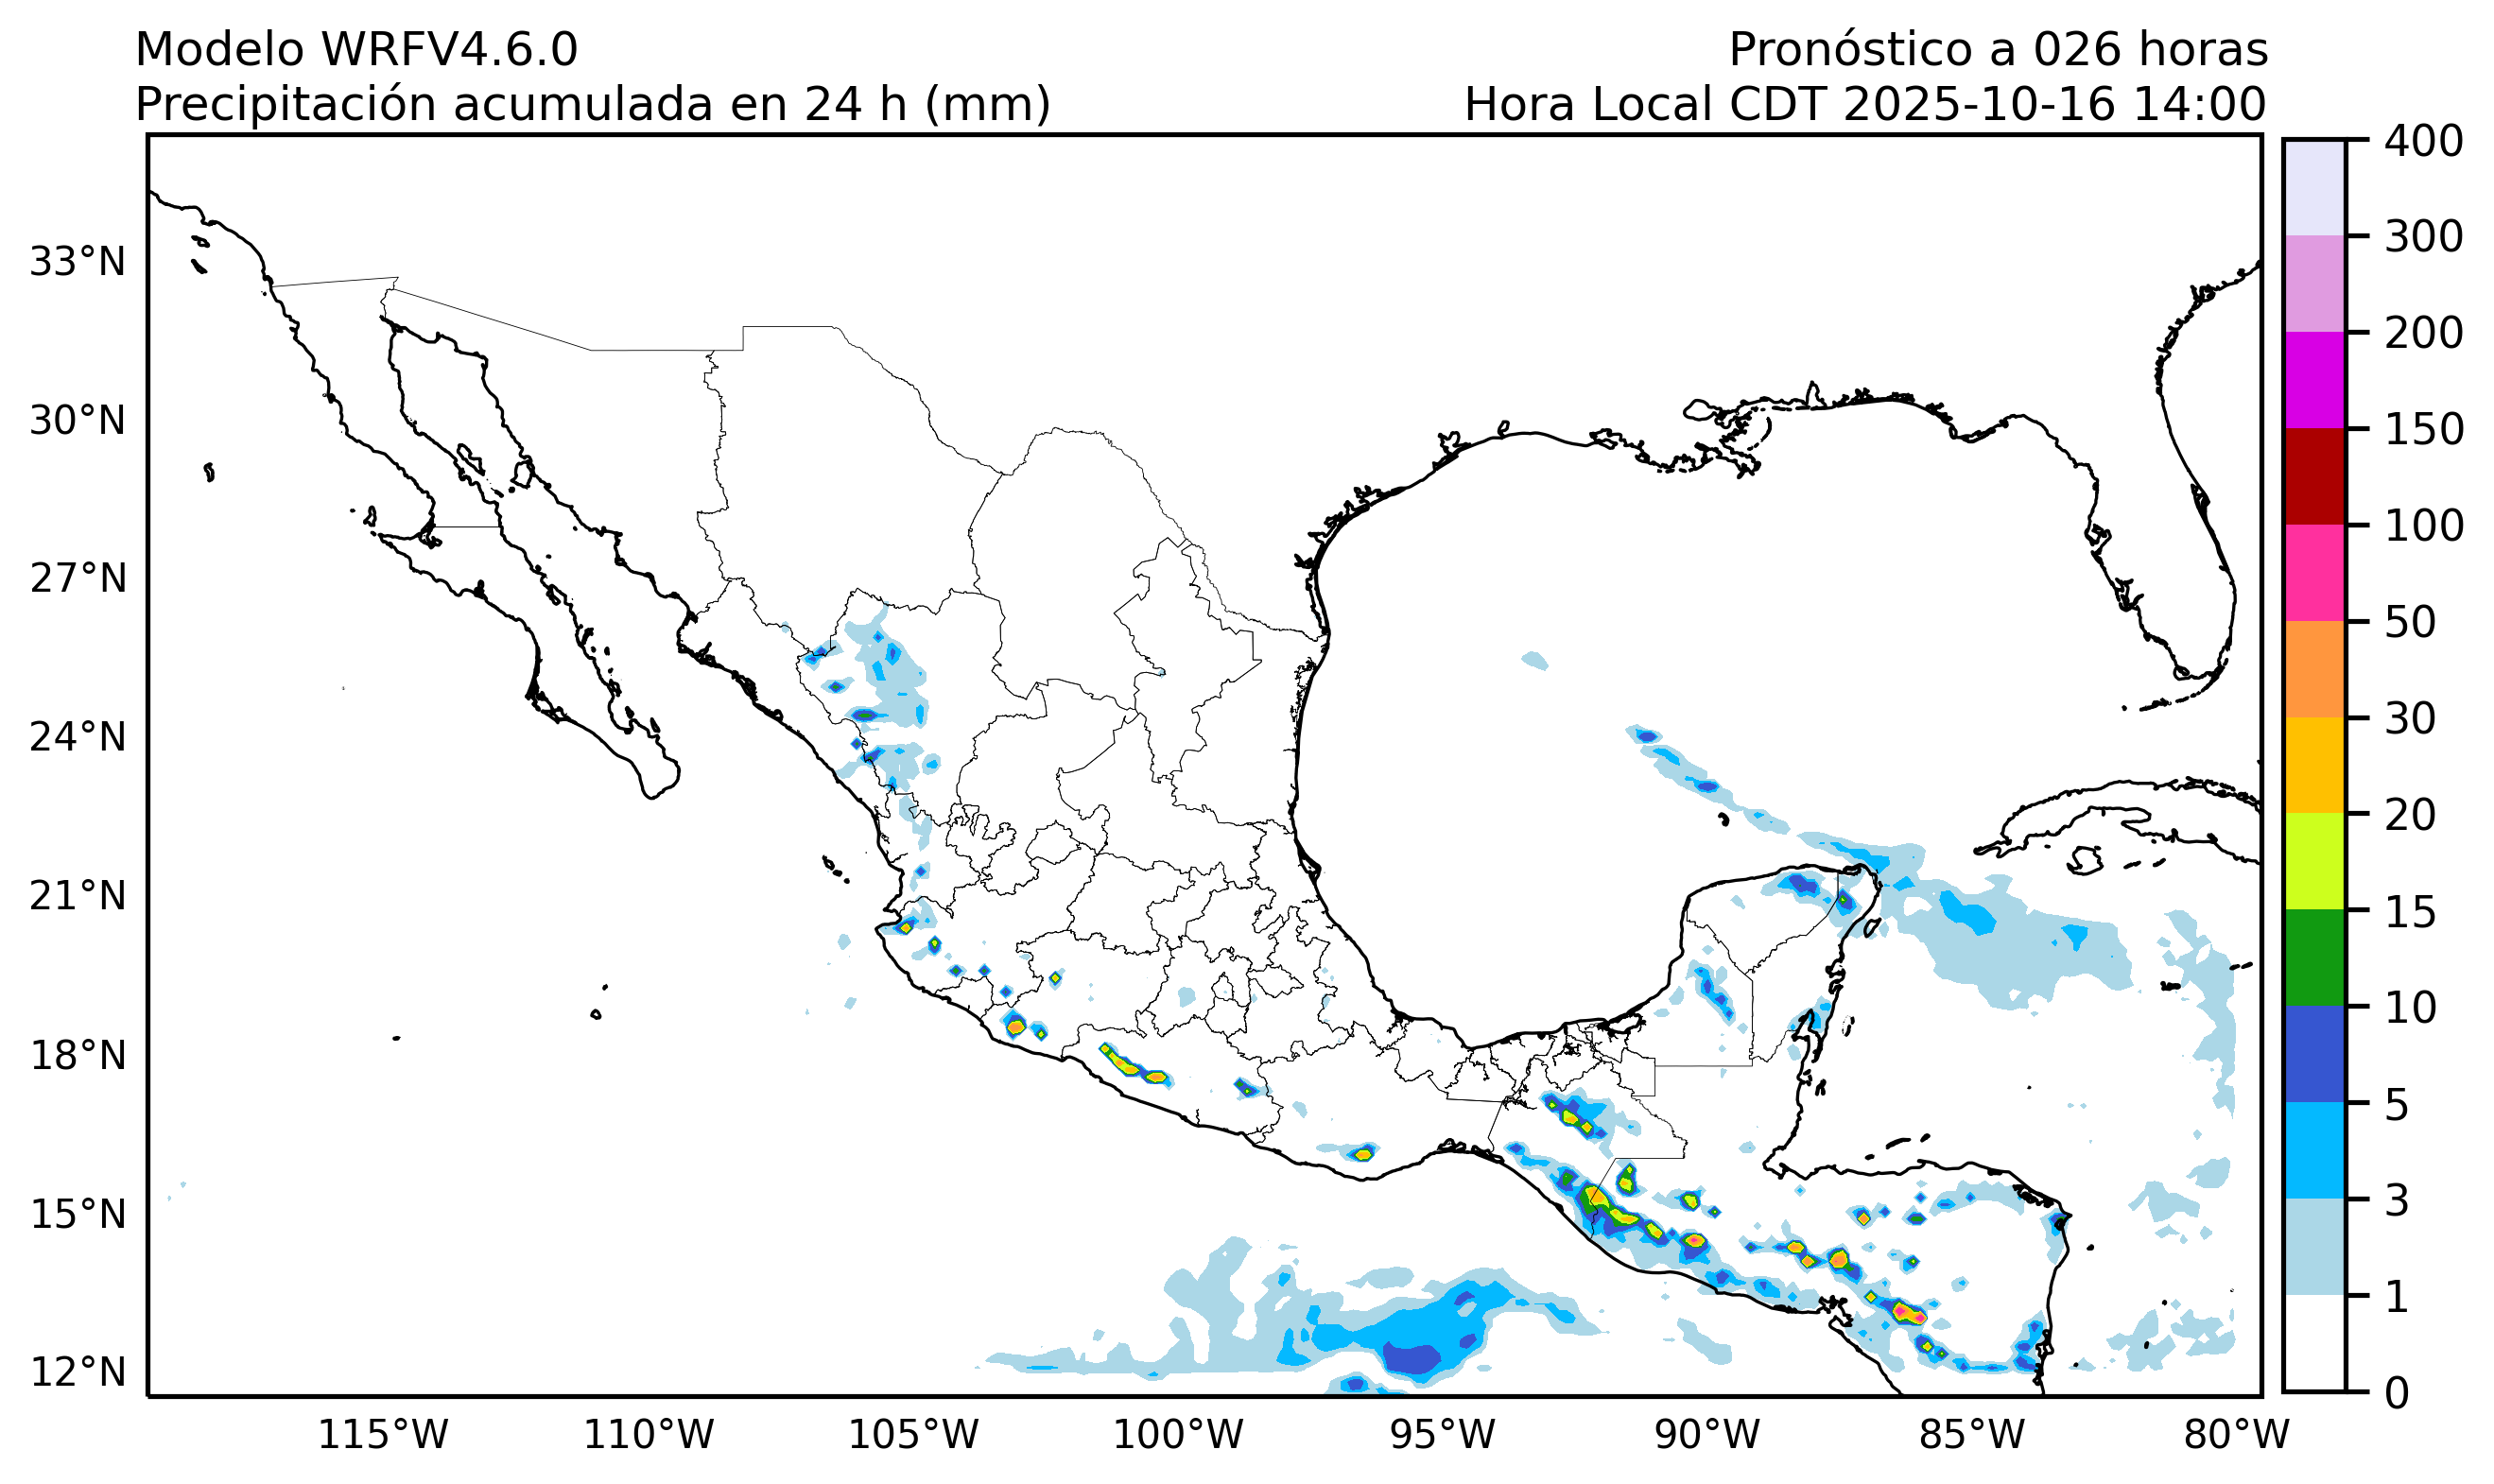 Modelo WRFV4.6.0
Pronóstico a 026 horas
Precipitación acumulada en 24 h (mm)
Hora Local CDT 2025-10-16 14:00
33°N
30°N
27°N
24°N
21°N
18°N
15°N
12°N
115°W
110°W
105°W
100°W
95°W
90°W
85°W
80°W
400
300
200
150
100
50
30
20
15
10
5
3
1
0